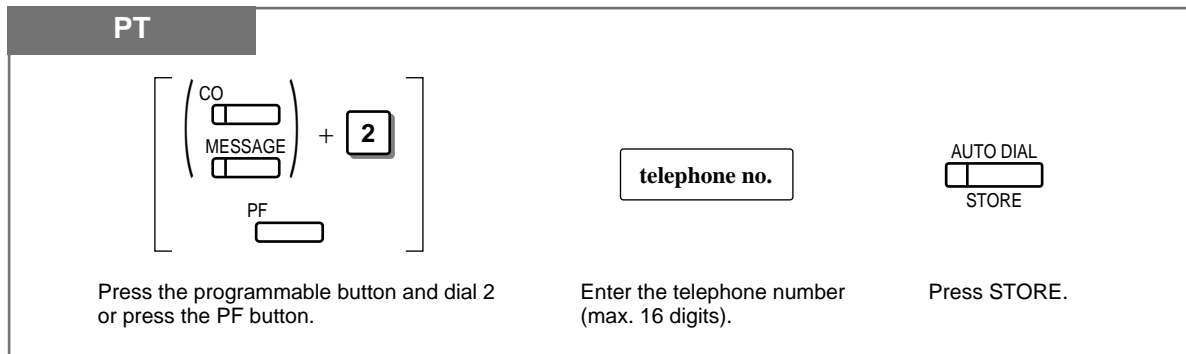 PT
CO
MESSAGE
+ 2
PF
telephone no.
AUTO DIAL
STORE
Press the programmable button and dial 2
or press the PF button.
Enter the telephone number
(max. 16 digits).
Press STORE.